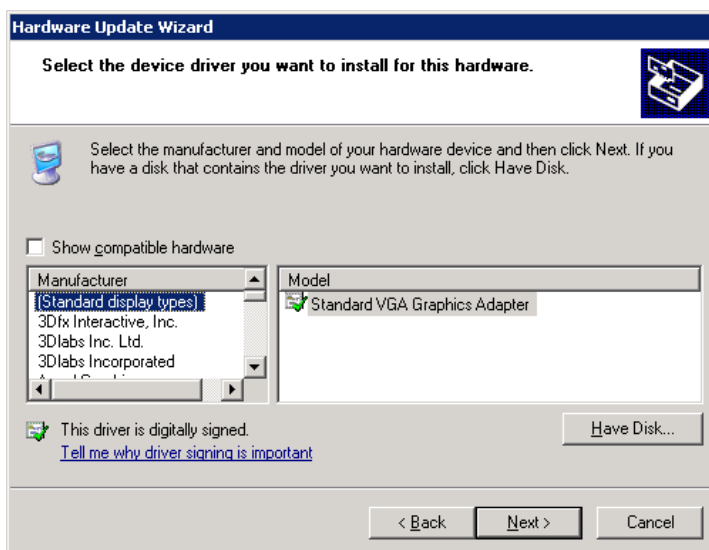 Hardware Update Wizard
Select the device driver you want to install for this hardware.
Select the manufacturer and model of your hardware device and then click Next. If you
have a disk that contains the driver you want to install, click Have Disk.
Show compatible hardware
Manufacturer
(Standard display types)
3Dfx Interactive, Inc.
3Dlabs Inc. Ltd.
3Dlabs Incorporated
Model
Standard VGA Graphics Adapter
This driver is digitally signed.
Tell me why driver signing is important
Have Disk...
< Back
Next >
Cancel